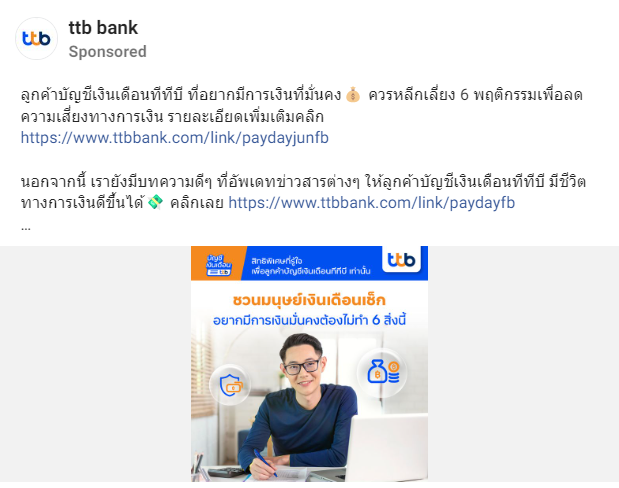 ttb bank
Sponsored
ลูกค้าบัญชีเงินเดือนทีทีบี ที่อยากมีการเงินที่มั่นคง💰 ควรหลีกเลี่ยง 6 พฤติกรรมเพื่อลด
ความเสี่ยงทางการเงิน รายละเอียดเพิ่มเติมคลิก
https://www.ttbbank.com/link/paydayjunfb
นอกจากนี้ เรายังมีบทความดีๆ ที่อัพเดทข่าวสารต่างๆ ให้ลูกค้าบัญชีเงินเดือนทีทีบี มีชีวิต
ทางการเงินดีขึ้นได้💸 คลิกเลย https://www.ttbbank.com/link/paydayfb
...
บัญชี
เงินเดือน
สิทธิพิเศษที่รู้ใจ
เพื่อลูกค้าบัญชีเงินเดือนทีทีบี เท่านั้น
ttb
ชวนมนุษย์เงินเดือนเช็ก
อยากมีการเงินมั่นคงต้องไม่ทำ 6 สิ่งนี้